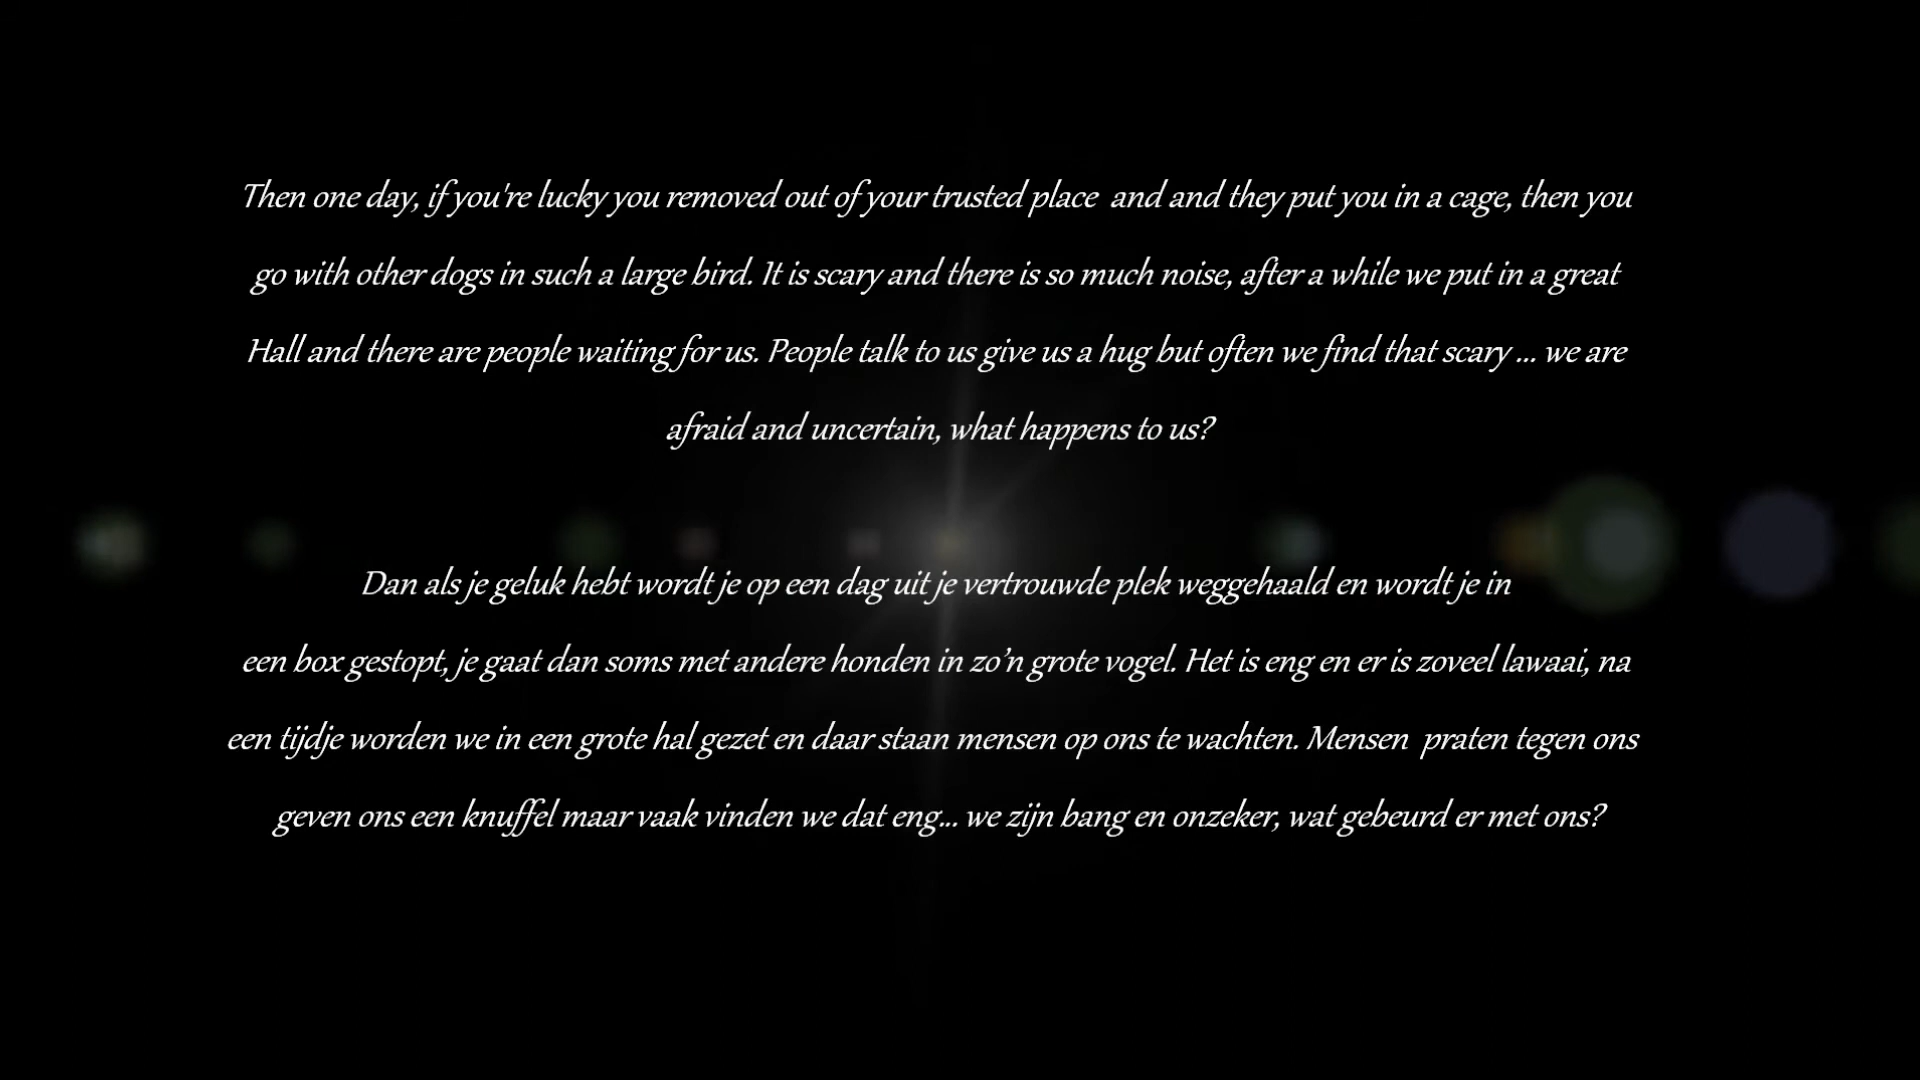 Then one day, if you're lucky you removed out of your trusted place  and and they put you in a cage, then you
go with other dogs in such a large bird. It is scary and there is so much noise, after a while we put in a great
Hall and there are people waiting for us. People talk to us give us a hug but often we find that scary ... we are
afraid and uncertain, what happens to us?
Dan als je geluk hebt wordt je op een dag uit je vertrouwde plek weggehaald en wordt je in
een box gestopt, je gaat dan soms met andere honden in zo’n grote vogel. Het is eng en er is zoveel lawaai, na
een tijdje worden we in een grote hal gezet en daar staan mensen op ons te wachten. Mensen  praten tegen ons
geven ons een knuffel maar vaak vinden we dat eng... we zijn bang en onzeker, wat gebeurd er met ons?